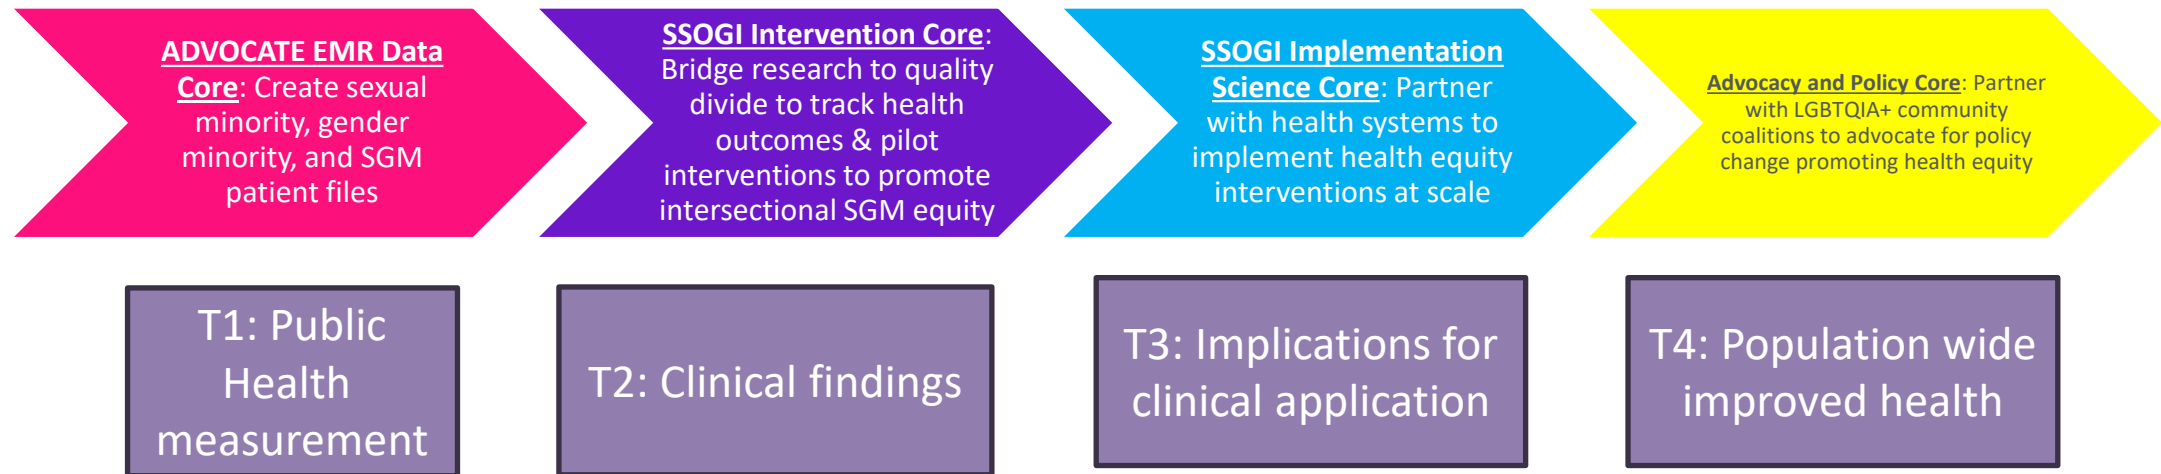 ADVOCATE EMR Data
Core: Create sexual
minority, gender
minority, and SGM
patient files
SSOGI Intervention Core:
Bridge research to quality
divide to track health
outcomes & pilot
interventions to promote
intersectional SGM equity
SSOGI Implementation
Science Core: Partner
with health systems to
implement health equity
interventions at scale
Advocacy and Policy Core: Partner
with LGBTQIA+ community
coalitions to advocate for policy
change promoting health equity
T1: Public
Health
measurement
T2: Clinical findings
T3: Implications for
clinical application
T4: Population wide
improved health